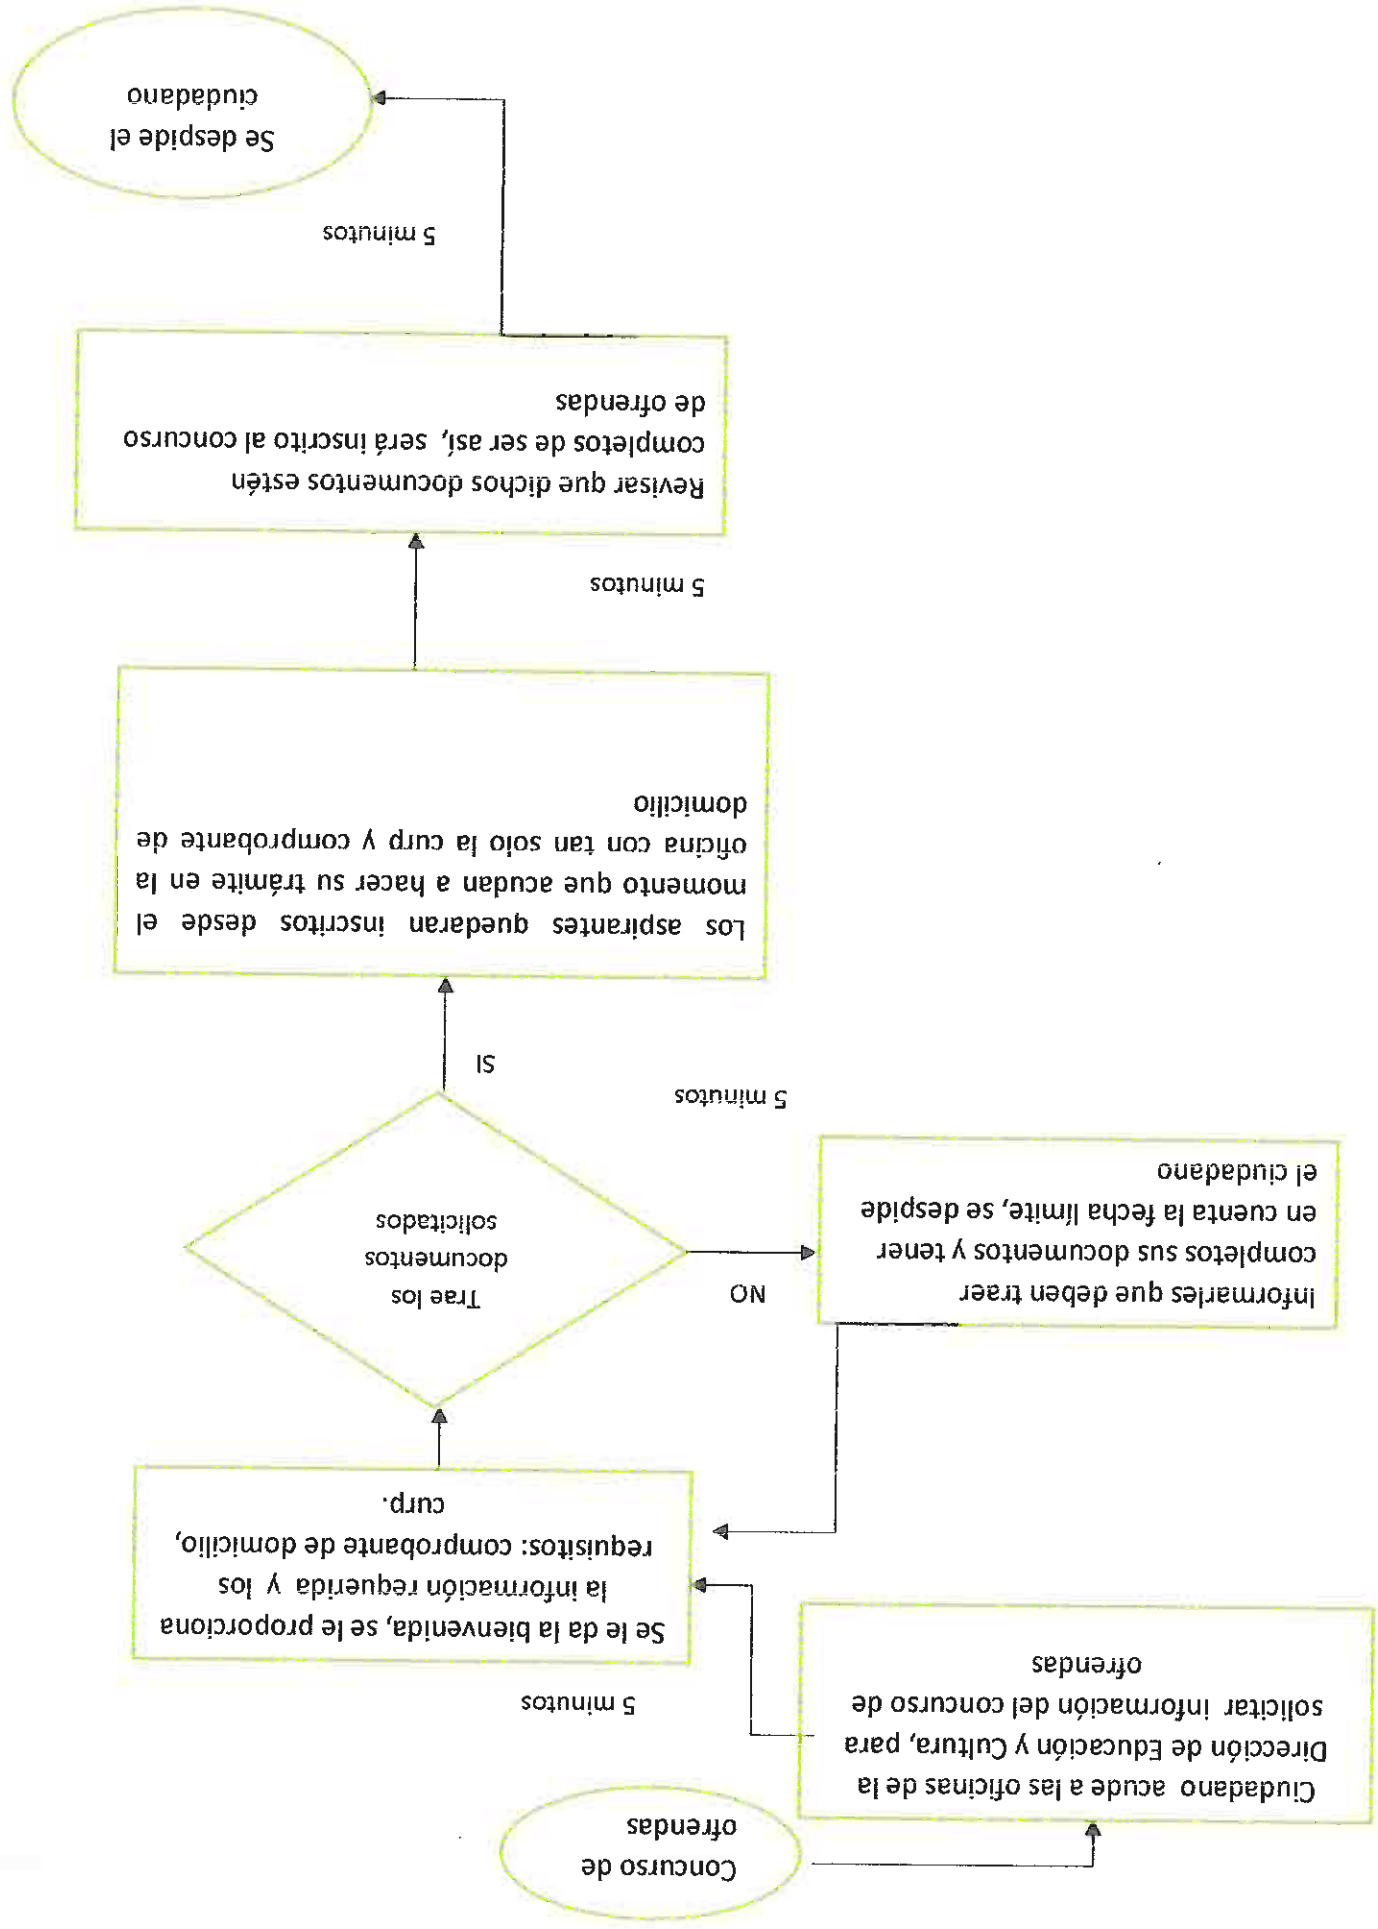 Concurso de
ofrendas
Ciudadano acude a las oficinas de la
Dirección de Educación y Cultura, para
solicitar información del concurso de
ofrendas
5 minutos
Se le da la bienvenida, se le proporciona
la información requerida y los
requisitos: comprobante de domicilio,
curp.
Trae los
documentos
solicitados
NO
Informarles que deben traer
completos sus documentos y tener
en cuenta la fecha límite, se despide
el ciudadano
5 minutos
SI
Los aspirantes quedaran inscritos desde el
momento que acudan a hacer su trámite en la
oficina con tan solo la curp y comprobante de
domicilio
5 minutos
Revisar que dichos documentos estén
completos de ser así, será inscrito al concurso
de ofrendas
5 minutos
Se despide el
ciudadano